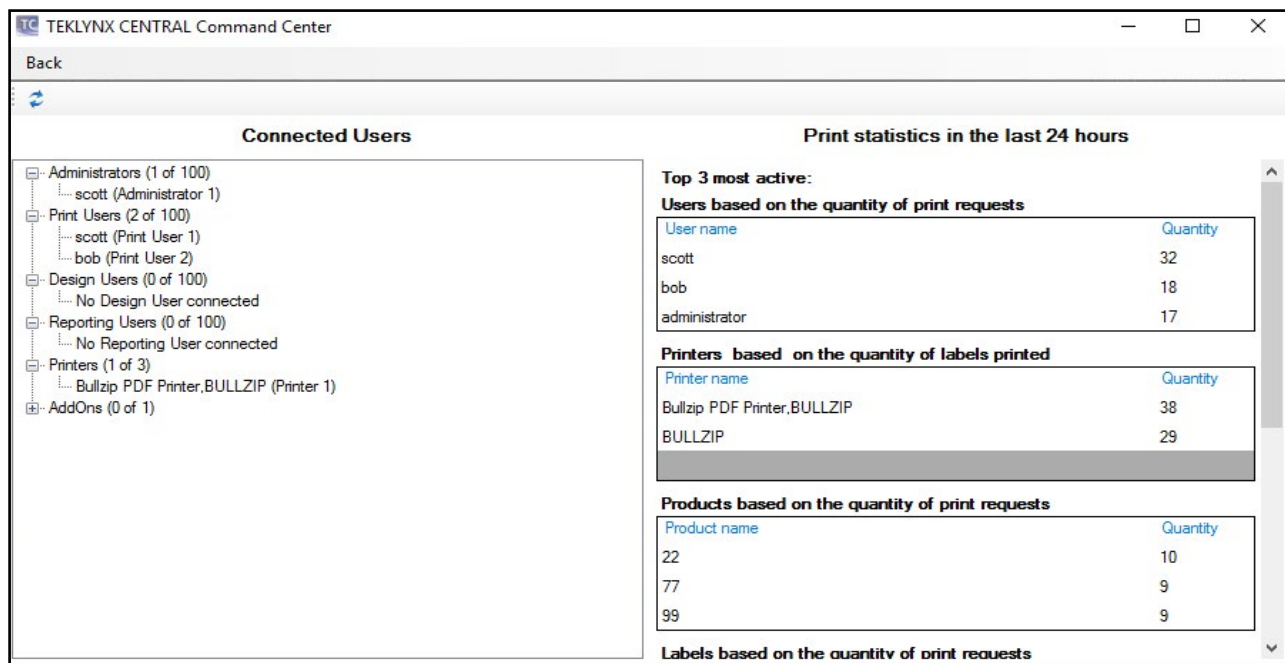 TC TEKLYNX CENTRAL Command Center
Back
Connected Users
Administrators (1 of 100)
scott (Administrator 1)
Print Users (2 of 100)
scott (Print User 1)
bob (Print User 2)
Design Users (0 of 100)
No Design User connected
Reporting Users (0 of 100)
No Reporting User connected
Printers (1 of 3)
Bullzip PDF Printer,BULLZIP (Printer 1)
AddOns (0 of 1)
Print statistics in the last 24 hours
Top 3 most active:
Users based on the quantity of print requests
User name Quantity
scott 32
bob 18
administrator 17
Printers based on the quantity of labels printed
Printer name Quantity
Bullzip PDF Printer,BULLZIP 38
BULLZIP 29
Products based on the quantity of print requests
Product name Quantity
22 10
77 9
99 9
Labels based on the quantity of print requests